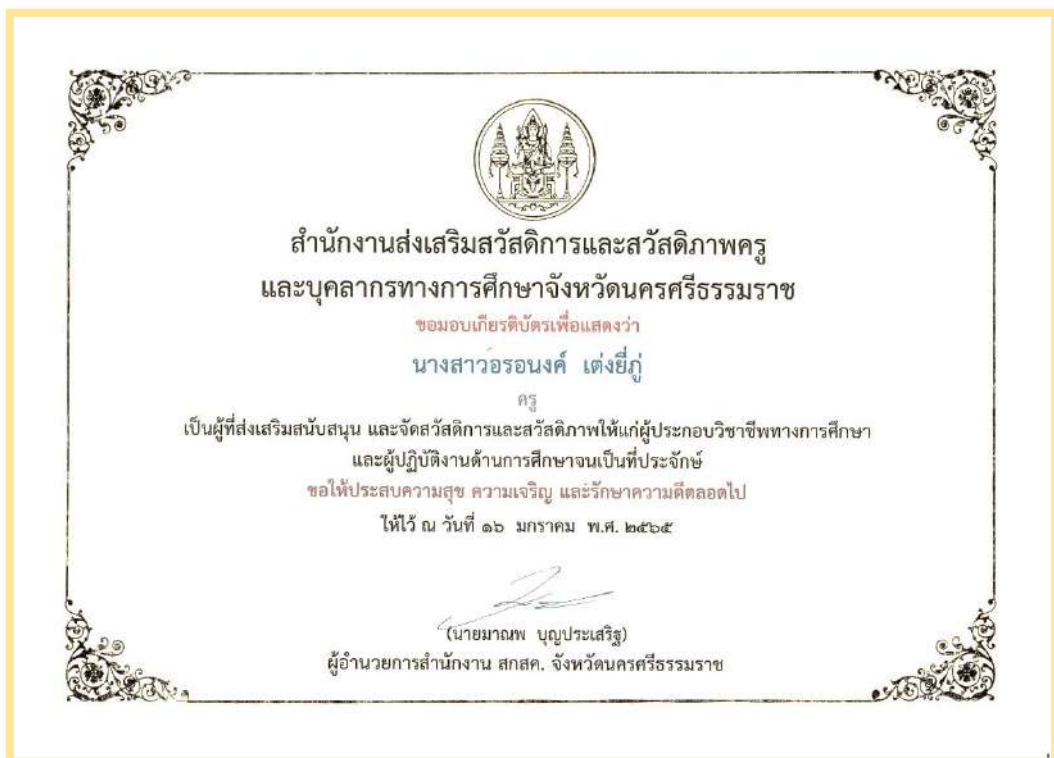 สำนักงานส่งเสริมสวัสดิการและสวัสดิภาพครู
และบุคลากรทางการศึกษาจังหวัดนครศรีธรรมราช
ขอมอบเกียรติบัตรเพื่อแสดงว่า
นางสาวอรอนงค์ เต่งยี่ภู่
ครู
เป็นผู้ที่ส่งเสริมสนับสนุน และจัดสวัสดิการและสวัสดิภาพให้แก่ผู้ประกอบวิชาชีพทางการศึกษา
และผู้ปฏิบัติงานด้านการศึกษาจนเป็นที่ประจักษ์
ขอให้ประสบความสุข ความเจริญ และรักษาความดีตลอดไป
ให้ไว้ ณ วันที่ ๑๖ มกราคม พ.ศ. ๒๕๖๕
(นายมาณพ บุญประเสริฐ)
ผู้อำนวยการสำนักงาน สกสค. จังหวัดนครศรีธรรมราช